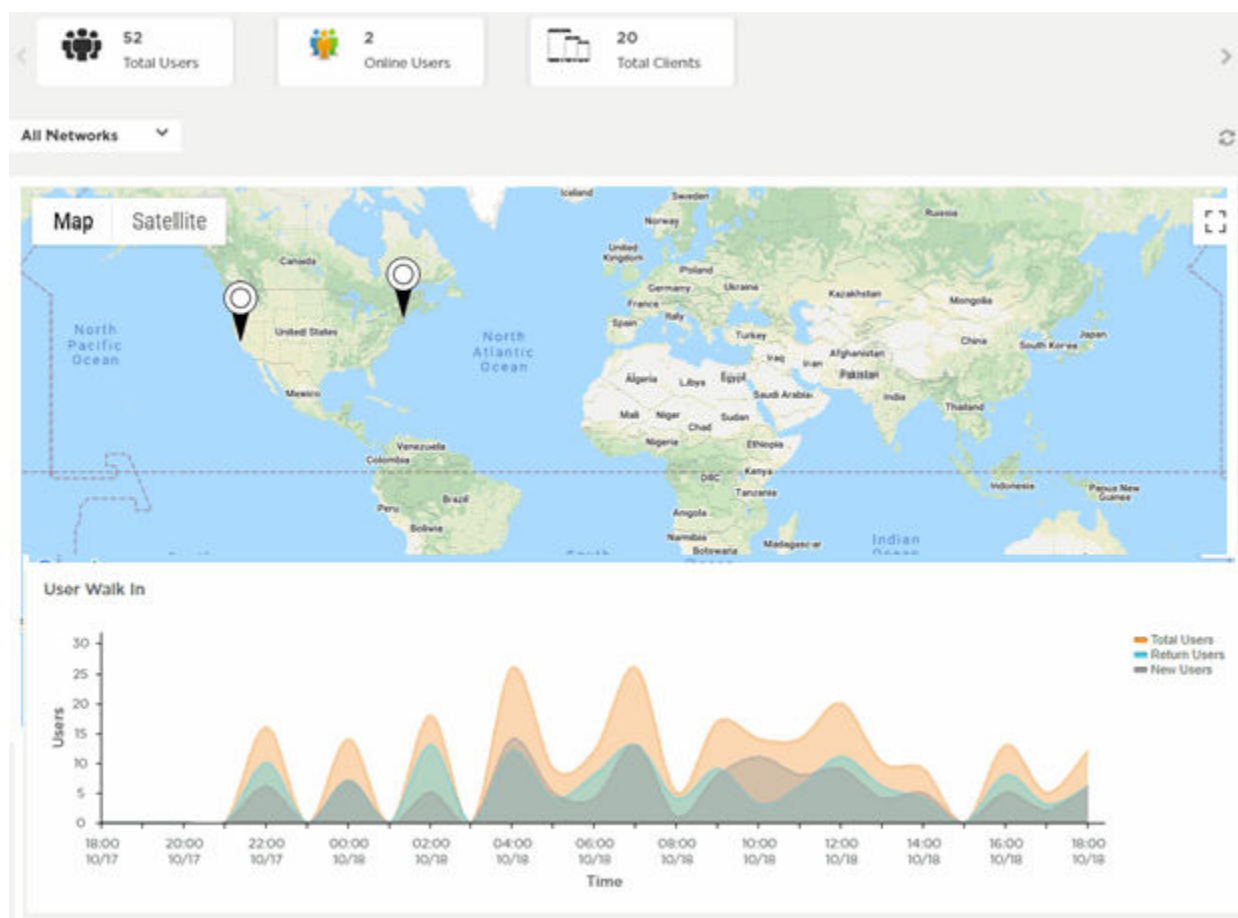 52
Total Users
2
Online Users
20
Total Clients
All Networks
Map
Satellite
Iceland
Sweden
Norway
Russia
United
Kingdom
Canada
Poland
Germany
Ukraine
France
Kazakhstan
Mongolia
Italy
Spain
North
Pacific
Ocean
United States
North
Atlantic
Ocean
Turkey
China
Japan
South Korea
Iraq
Iran
Afghanistan
Pakistan
Algeria
Libya
Egypt
Saudi Arabia
India
Thailand
Mexico
Mali
Niger
Chad
Sudan
Nigeria
Ethiopia
Venezuela
Colombia
DRC
Kenya
Tanzania
Indonesia
Papua New
Guinea
Brazil
Peru
Bolivia
Angola
Namibia
Botswana
Madagascar
Indian
Ocean
User Walk In
Total Users
Return Users
New Users
Users
30
25
20
15
10
5
0
18:00 20:00 22:00 00:00 02:00 04:00 06:00 08:00 10:00 12:00 14:00 16:00 18:00
10/17 10/17 10/17 10/18 10/18 10/18 10/18 10/18 10/18 10/18 10/18 10/18 10/18
Time